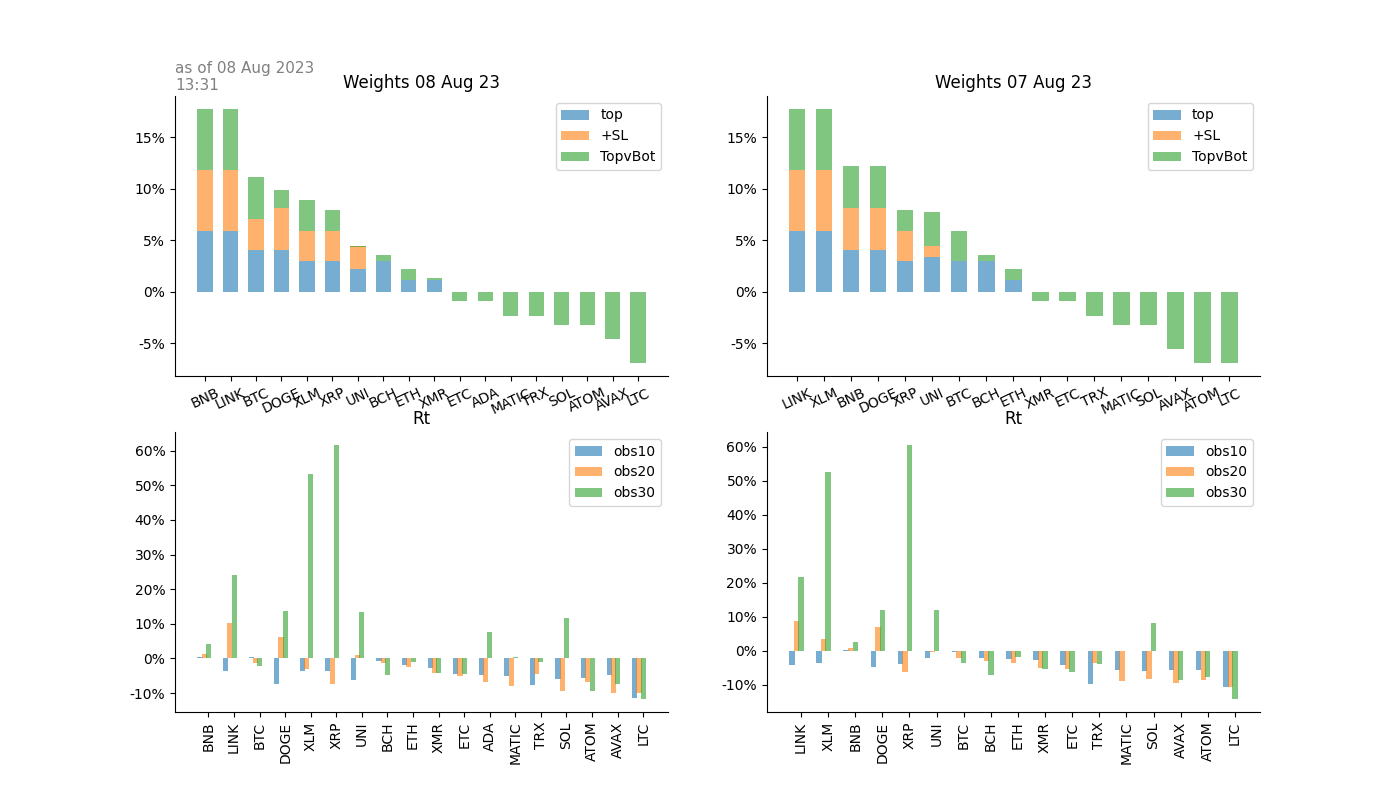 as of 08 Aug 2023
13:31
Weights 08 Aug 23
15%
10%
5%
0%
-5%
top
+SL
TopvBot
BNB LINK BTC DOGE XLM XRP UNI BCH ETH XMR ETC ADA MATIC TRX SOL ATOM AVAX LTC
Weights 07 Aug 23
15%
10%
5%
0%
-5%
top
+SL
TopvBot
LINK XLM BNB DOGE XRP UNI BTC BCH ETH XMR ETC TRX MATIC SOL AVAX ATOM LTC
Rt
60%
50%
40%
30%
20%
10%
0%
-10%
obs10
obs20
obs30
BNB LINK BTC DOGE XLM XRP UNI BCH ETH XMR ETC ADA MATIC TRX SOL ATOM AVAX LTC
Rt
60%
50%
40%
30%
20%
10%
0%
-10%
obs10
obs20
obs30
LINK XLM BNB DOGE XRP UNI BTC BCH ETH XMR ETC TRX MATIC SOL AVAX ATOM LTC